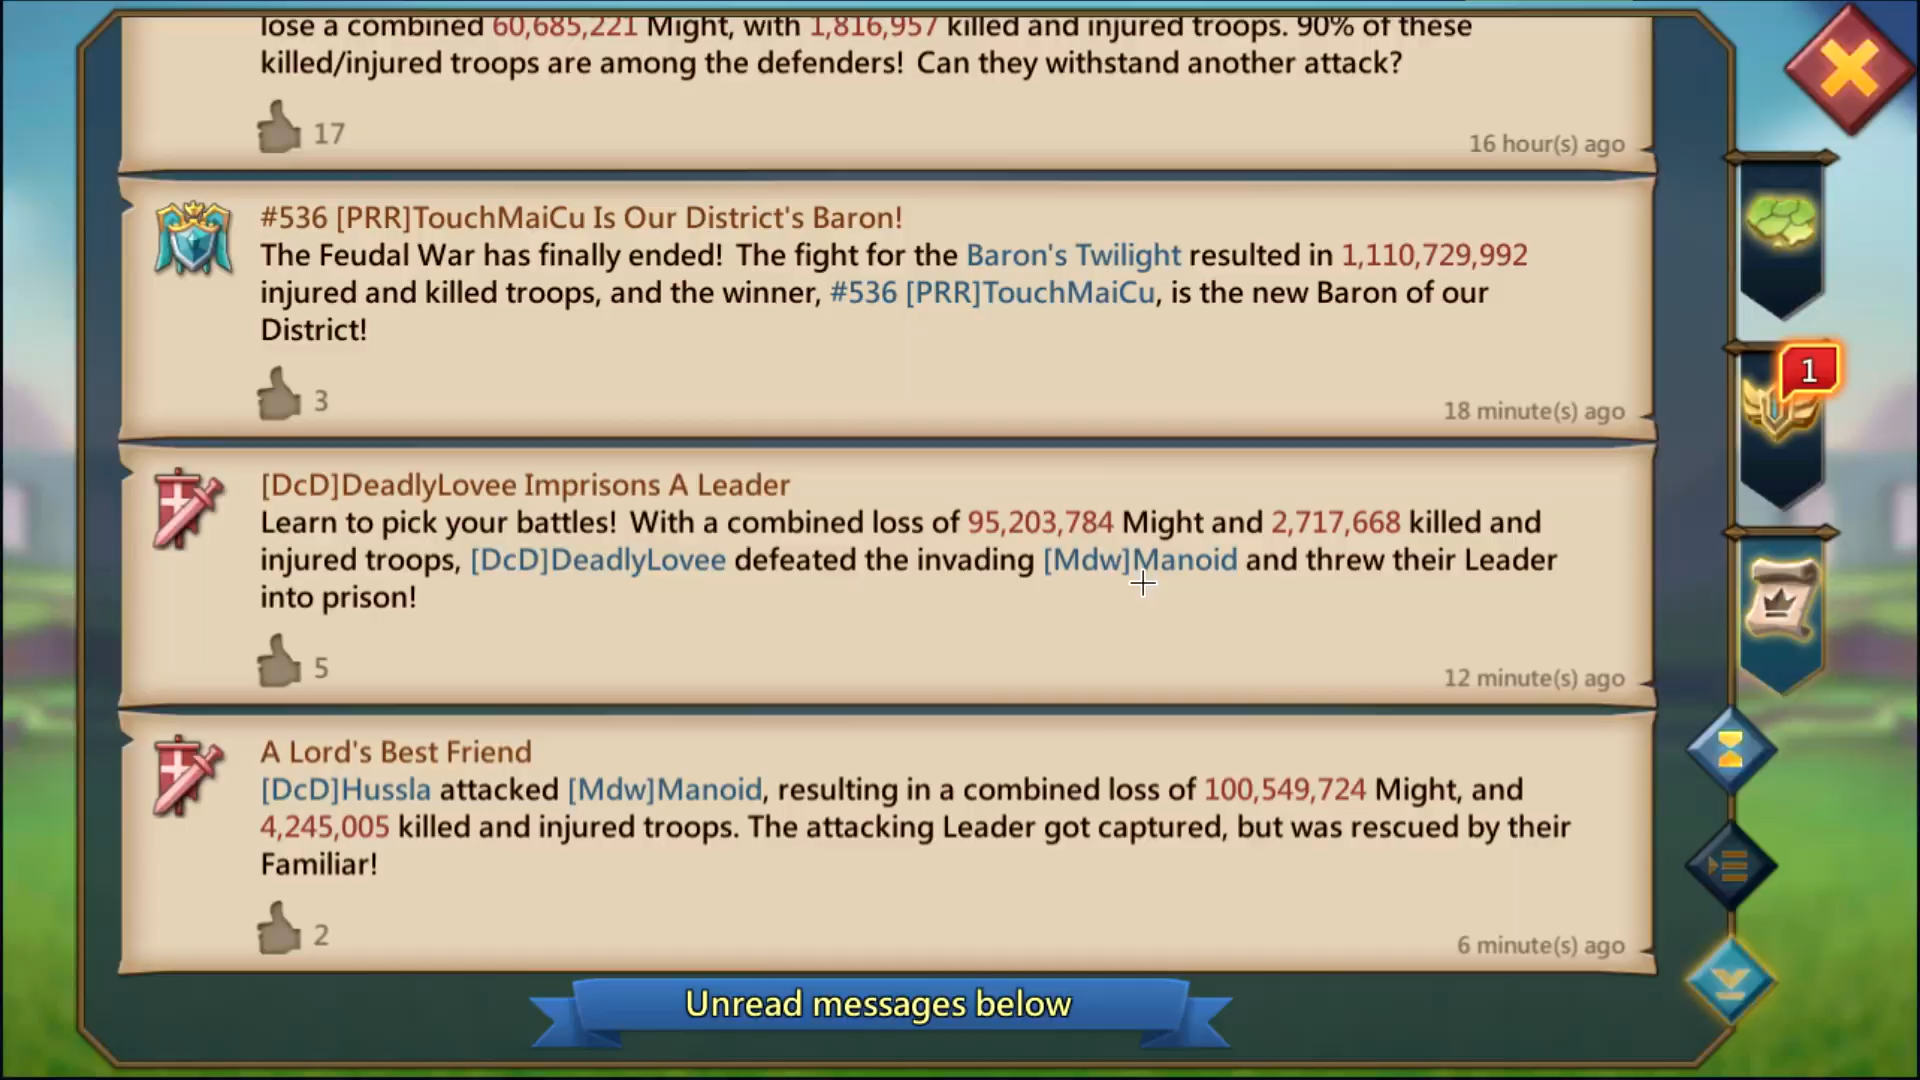 lose a combined 60,685,221 Might, with 1,816,957 killed and injured troops. 90% of these
killed/injured troops are among the defenders! Can they withstand another attack?
17
16 hour(s) ago
#536 [PRR]TouchMaiCu Is Our District's Baron!
The Feudal War has finally ended! The fight for the Baron's Twilight resulted in 1,110,729,992
injured and killed troops, and the winner, #536 [PRR]TouchMaiCu, is the new Baron of our
District!
3
18 minute(s) ago
[DcD]DeadlyLovee Imprisons A Leader
Learn to pick your battles! With a combined loss of 95,203,784 Might and 2,717,668 killed and
injured troops, [DcD]DeadlyLovee defeated the invading [Mdw]Manoid and threw their Leader
into prison!
5
12 minute(s) ago
A Lord's Best Friend
[DcD]Hussla attacked [Mdw]Manoid, resulting in a combined loss of 100,549,724 Might, and
4,245,005 killed and injured troops. The attacking Leader got captured, but was rescued by their
Familiar!
2
6 minute(s) ago
Unread messages below
1